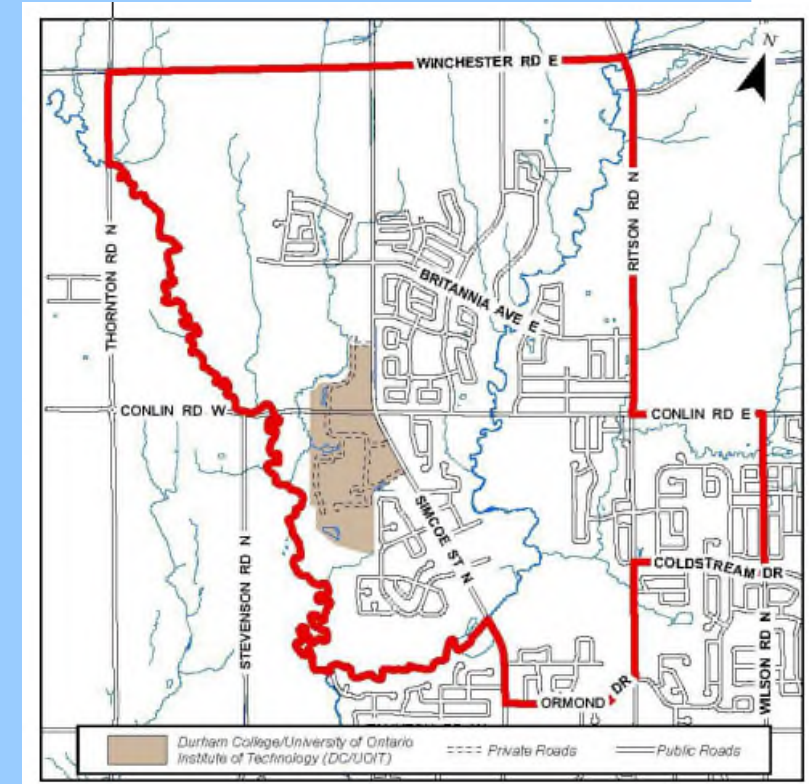 N
WINCHESTER RD E
THORNTON RD N
RITSON RD N
BRITANNIA AVE E
CONLIN RD W
CONLIN RD E
SIMCOE ST N
STEVENSON RD N
COLDSTREAM DR
WILSON RD N
ORMOND DR
Durham College/University of Ontario
Institute of Technology (DC/UOIT)
Private Roads
Public Roads